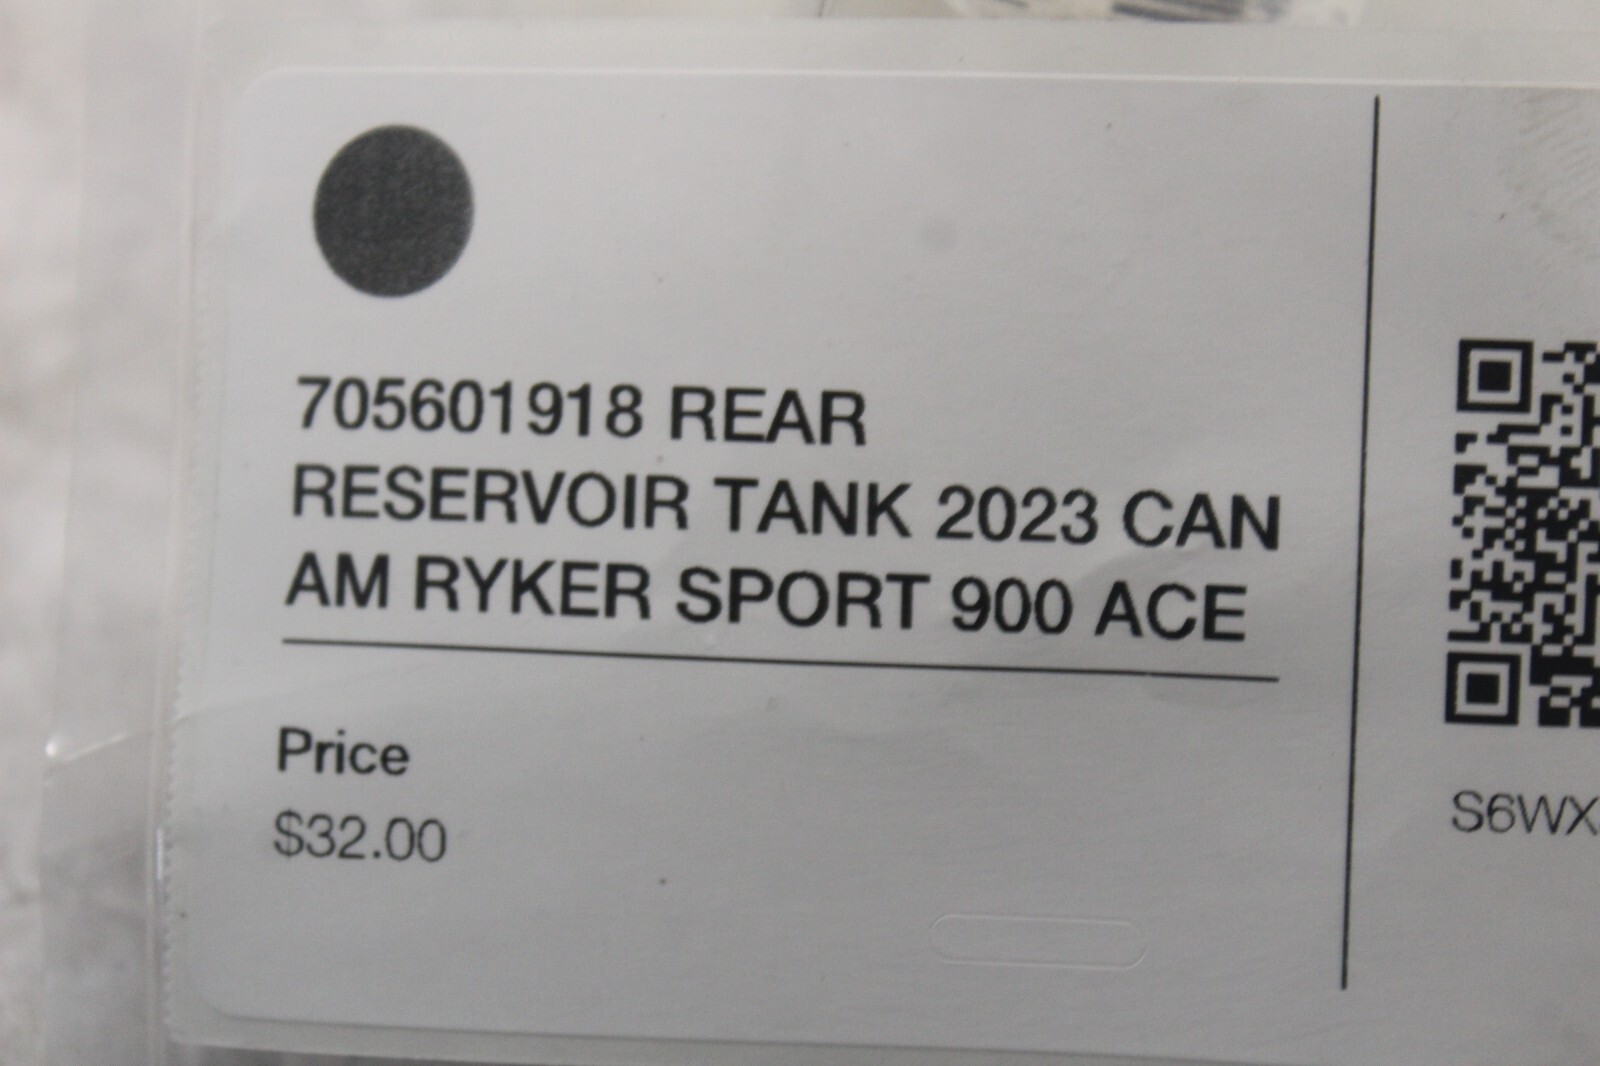 705601918 REAR
RESERVOIR TANK 2023 CAN
AM RYKER SPORT 900 ACE
Price
$32.00
S6WX